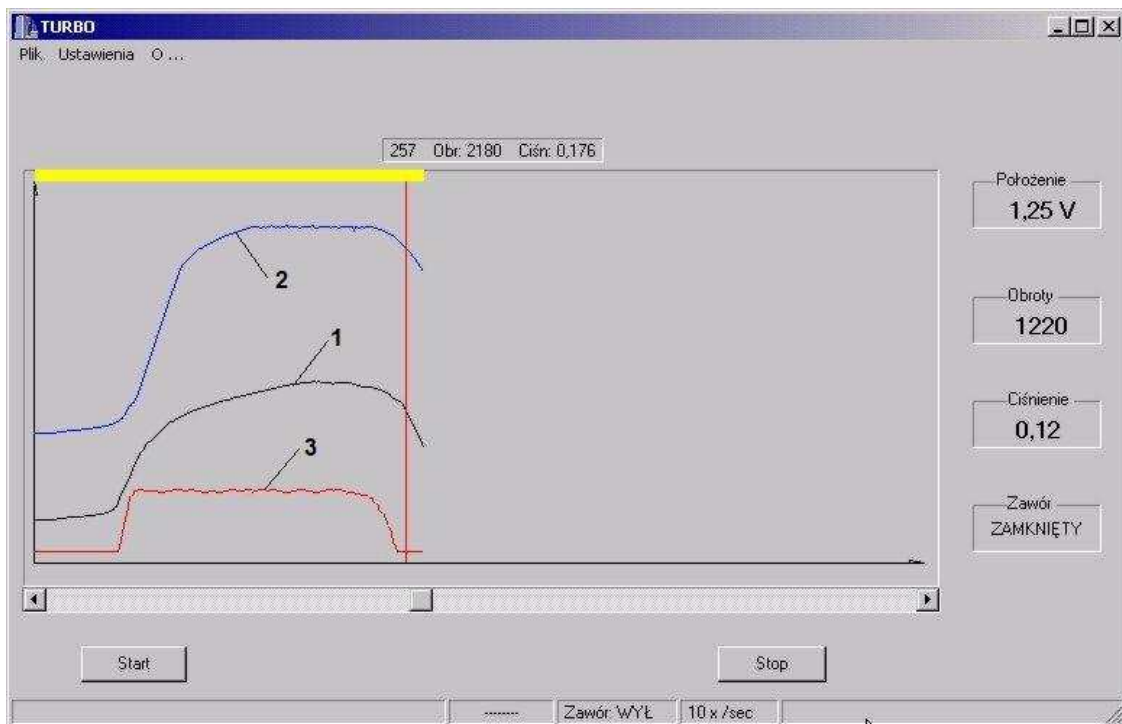 TURBO
Plik Ustawienia O ...
257 Obr: 2180 Ciśn: 0,176
Położenie
1,25 V
2
Obroty
1220
1
Ciśnienie
0,12
3
Zawór
ZAMKNIĘTY
Start Stop
------- Zawór: WYŁ 10 x /sec